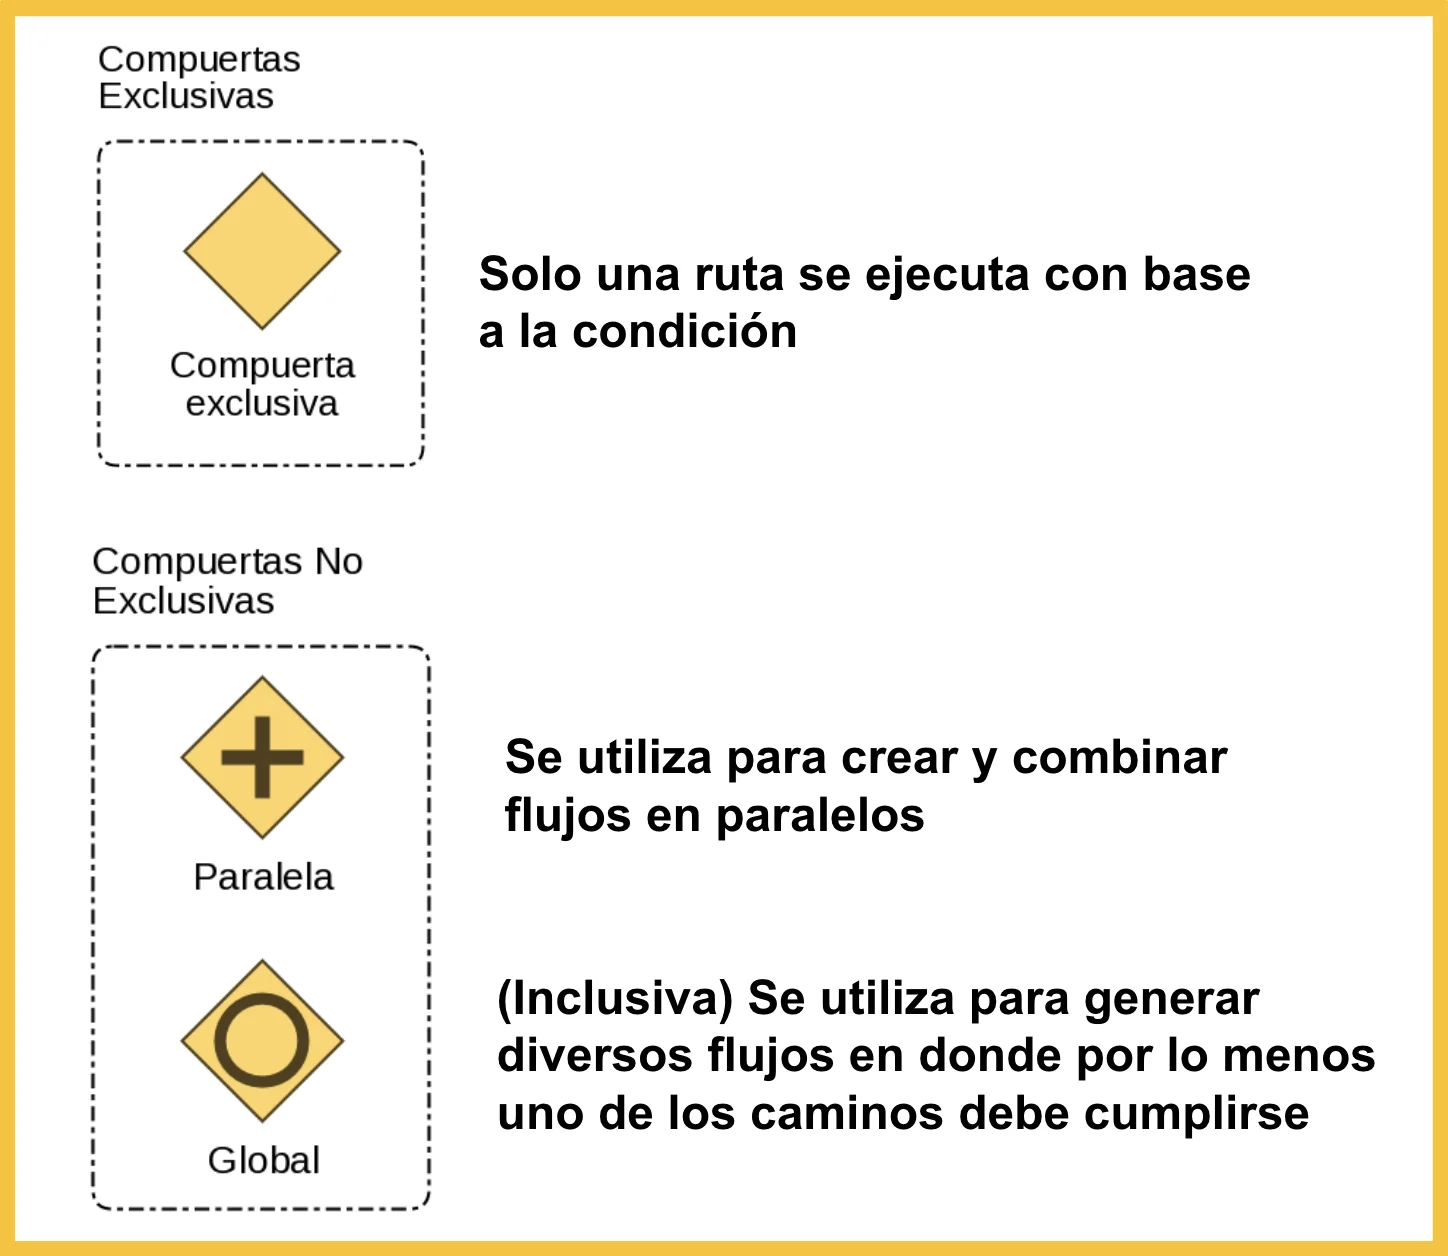 Compuertas
Exclusivas
Compuerta
exclusiva
Solo una ruta se ejecuta con base
a la condición
Compuertas No
Exclusivas
Paralela
Se utiliza para crear y combinar
flujos en paralelos
Global
(Inclusiva) Se utiliza para generar
diversos flujos en donde por lo menos
uno de los caminos debe cumplirse